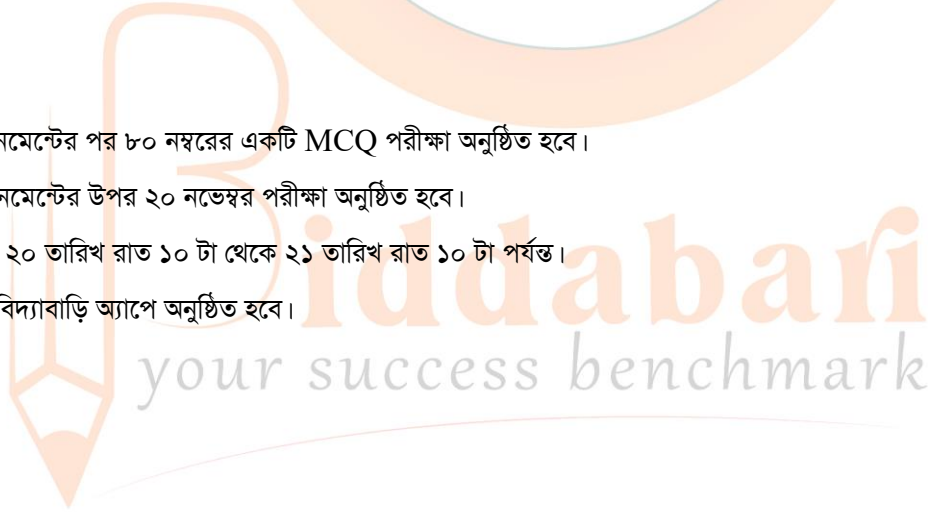 নমেন্টের পর ৮০ নম্বরের একটি MCQ পরীক্ষা অনুষ্ঠিত হবে।
নমেন্টের উপর ২০ নভেম্বর পরীক্ষা অনুষ্ঠিত হবে।
২০ তারিখ রাত ১০ টা থেকে ২১ তারিখ রাত ১০ টা পর্যন্ত।
বিদ্যাবাড়ি অ্যাপে অনুষ্ঠিত হবে।
Biddabari
your success benchmark